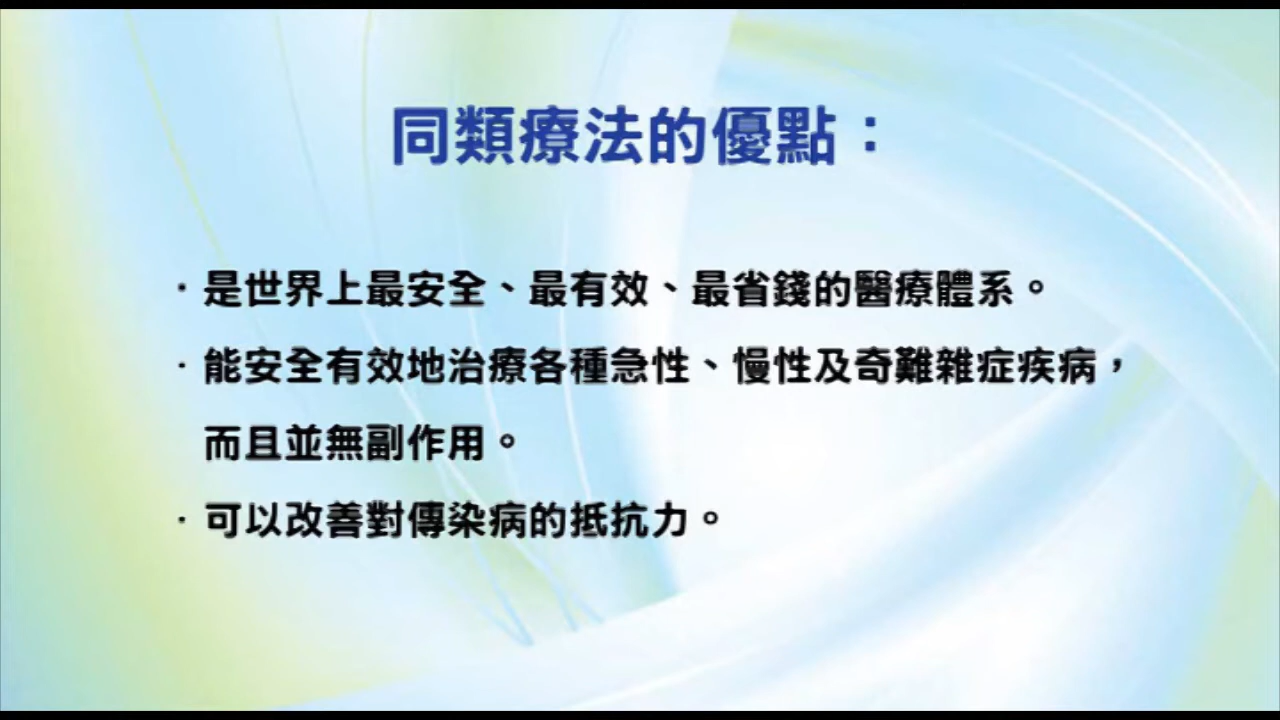 同類療法的優點：
·是世界上最安全、最有效、最省錢的醫療體系。
·能安全有效地治療各種急性、慢性及奇難雜症疾病，
而且並無副作用。
·可以改善對傳染病的抵抗力。